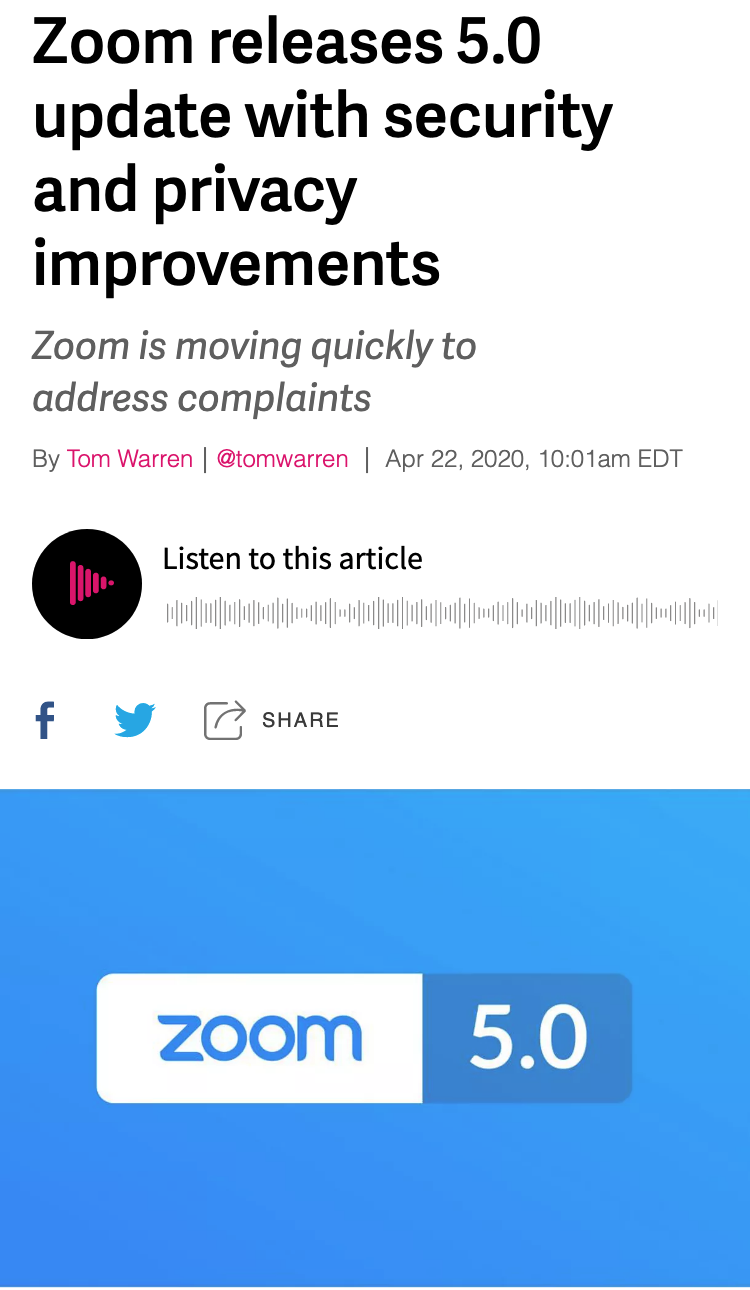 Zoom releases 5.0
update with security
and privacy
improvements
Zoom is moving quickly to
address complaints
By Tom Warren | @tomwarren | Apr 22, 2020, 10:01am EDT
Listen to this article
f
SHARE
zoom 5.0